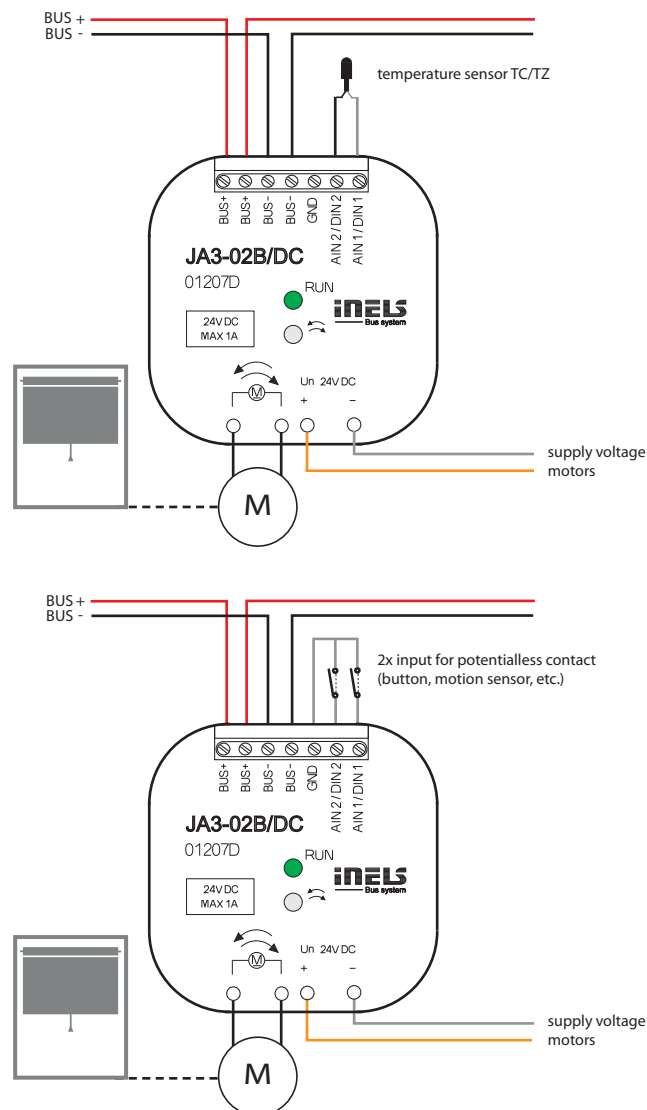 BUS +
BUS -
temperature sensor TC/TZ
BUS+
BUS+
BUS-
BUS-
GND
AIN 2 / DIN 2
AIN 1 / DIN 1
JA3-02B/DC
01207D
RUN
iNELS
Bus system
24V DC
MAX 1A
M
Un 24V DC
+ –
supply voltage
motors
M
BUS +
BUS -
2x input for potentialless contact
(button, motion sensor, etc.)
BUS+
BUS+
BUS-
BUS-
GND
AIN 2 / DIN 2
AIN 1 / DIN 1
JA3-02B/DC
01207D
RUN
iNELS
Bus system
24V DC
MAX 1A
M
Un 24V DC
+ –
supply voltage
motors
M